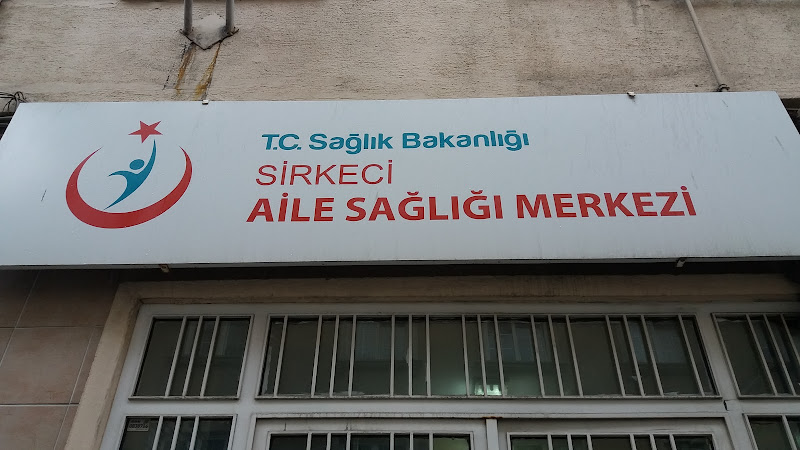 T.C. Sağlık Bakanlığı
SİRKECİ
AİLE SAĞLIĞI MERKEZİ